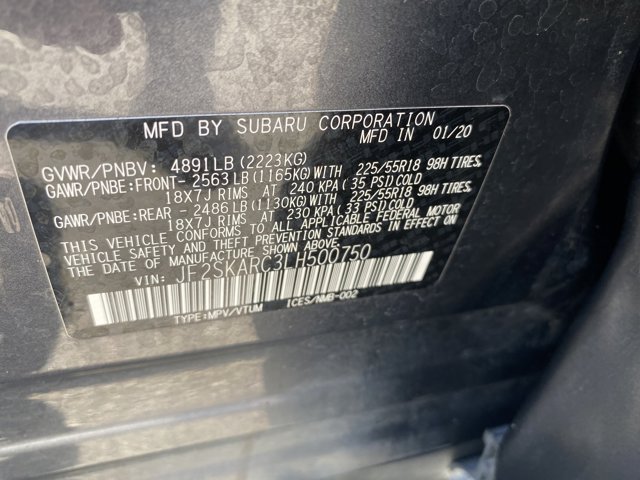 MFD BY SUBARU CORPORATION
MFD IN 01/20
GVWR/PNBV: 4891LB (2223KG)
GAWR/PNBE:FRONT- 2563 LB (1165KG) WITH 225/55R18 98H TIRES.
18X7J RIMS AT 240 KPA (35 PSI) COLD
GAWR/PNBE:REAR - 2486 LB (1130KG) WITH 225/55R18 98H TIRES.
18X7J RIMS AT 230 KPA (33 PSI) COLD
THIS VEHICLE CONFORMS TO ALL APPLICABLE FEDERAL MOTOR
VEHICLE SAFETY AND THEFT PREVENTION STANDARDS IN EFFECT ON
THE DATE OF MANUFACTURE SHOWN ABOVE.
VIN: JF2SKARC3LH500750
TYPE:MPV/VTUM ICES/NMB-002